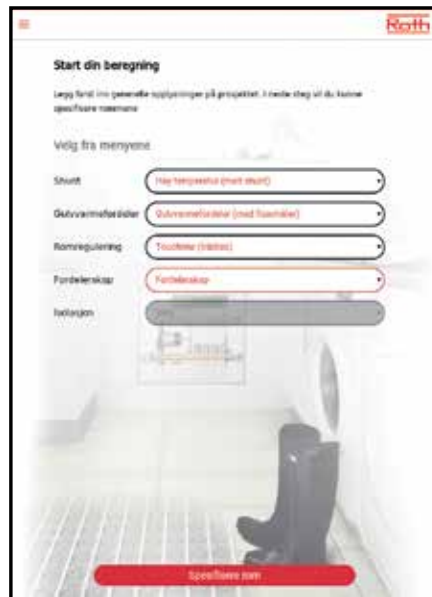 Roth
Start din beregning
Legg først inn generelle opplysninger på prosjektet. I neste steg vil du kunne
spesifisere rommene
Velg fra menyene
Shunt
Høy temperatur (med shunt)
Gulvvarmefordeler
Gulvvarmefordeler (med flowmåler)
Romregulering
Touchline (trådløs)
Fordelerskap
Fordelerskap
Isolasjon
Spesifisere rom